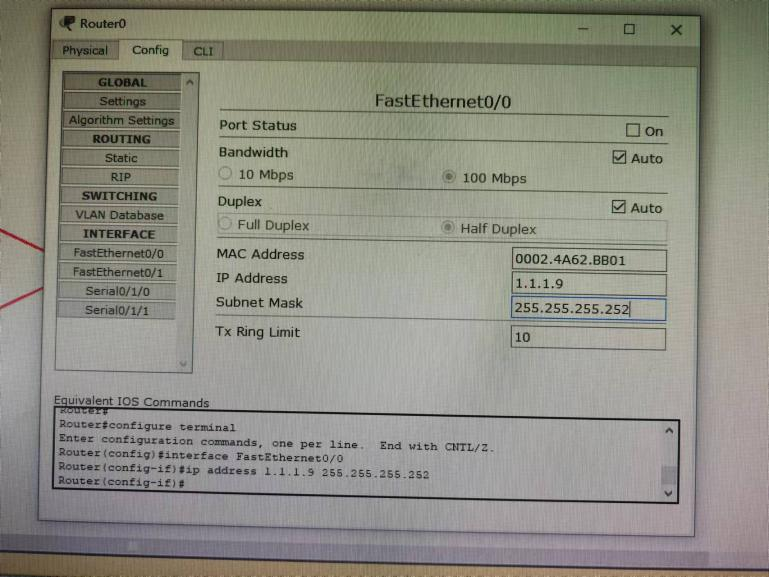 Router0
Physical Config CLI
GLOBAL
Settings
Algorithm Settings
ROUTING
Static
RIP
SWITCHING
VLAN Database
INTERFACE
FastEthernet0/0
FastEthernet0/1
Serial0/1/0
Serial0/1/1
FastEthernet0/0
Port Status On
Bandwidth Auto
10 Mbps 100 Mbps
Duplex Auto
Full Duplex Half Duplex
MAC Address 0002.4A62.BB01
IP Address 1.1.1.9
Subnet Mask 255.255.255.252
Tx Ring Limit 10
Equivalent IOS Commands
Router#
Router#configure terminal
Enter configuration commands, one per line. End with CNTL/Z.
Router(config)#interface FastEthernet0/0
Router(config-if)#ip address 1.1.1.9 255.255.255.252
Router(config-if)#